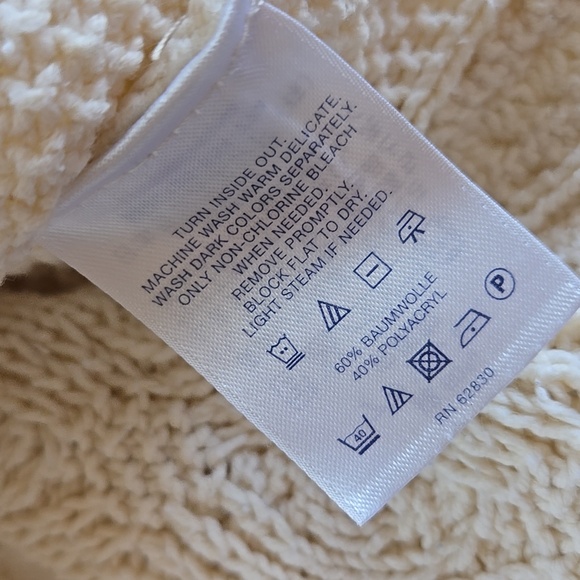 TURN INSIDE OUT.
MACHINE WASH WARM DELICATE.
WASH DARK COLORS SEPARATELY.
ONLY NON-CHLORINE BLEACH
WHEN NEEDED.
REMOVE PROMPTLY.
BLOCK FLAT TO DRY.
LIGHT STEAM IF NEEDED.
60% BAUMWOLLE
40% POLYACRYL
40
P
RN 62830